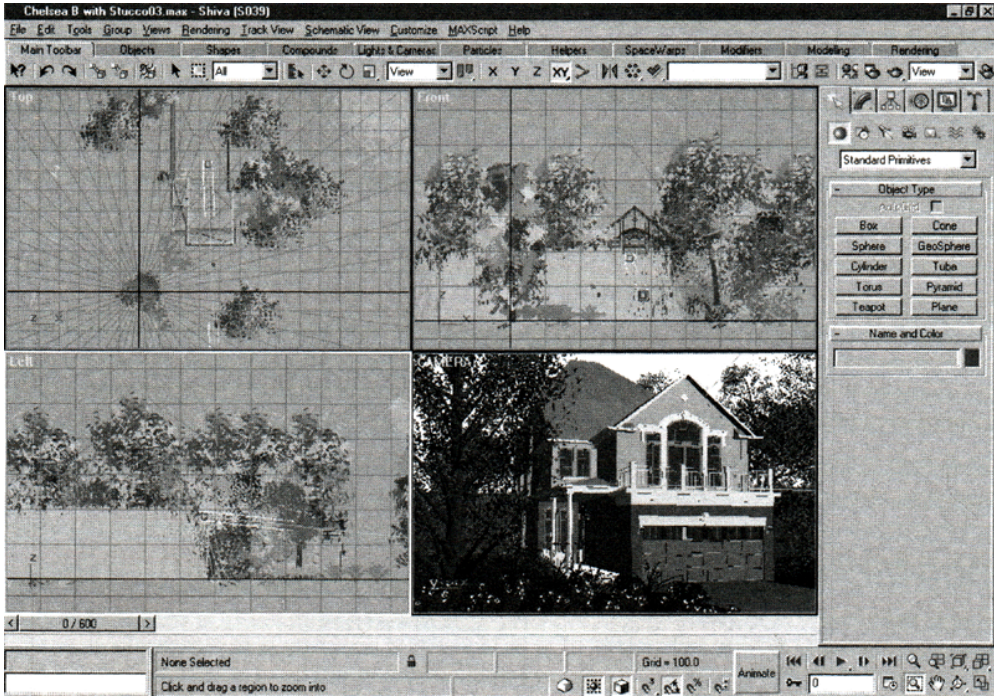 Chelsea B with Stucco03.max - Shiva (S039)
File Edit Tools Group Views Rendering Track View Schematic View Customize MAXScript Help
Main Toolbar Objects Shapes Compounds Lights & Cameras Particles Helpers SpaceWarps Modifiers Modeling Rendering
All View X Y Z XY View
Top
Front
Standard Primitives
- Object Type
AutoGrid
Box Cone
Sphere GeoSphere
Cylinder Tube
Torus Pyramid
Teapot Plane
- Name and Color
Left
CAMERA
0 / 600
None Selected
Grid = 100.0
Animate
Click and drag a region to zoom into
0